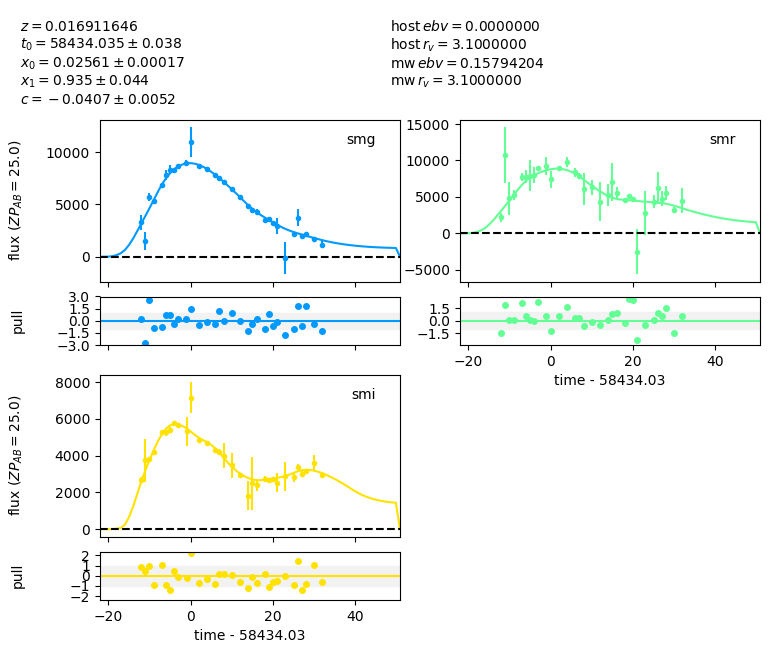 z = 0.016911646
t₀ = 58434.035 ± 0.038
x₀ = 0.02561 ± 0.00017
x₁ = 0.935 ± 0.044
c = −0.0407 ± 0.0052
host ebv = 0.0000000
host r_v = 3.1000000
mw ebv = 0.15794204
mw r_v = 3.1000000
flux (ZP_AB = 25.0)
10000
5000
0
smg
15000
10000
5000
0
−5000
smr
pull
3.0
1.5
0.0
−1.5
−3.0
1.5
0.0
−1.5
−20 0 20 40
time - 58434.03
flux (ZP_AB = 25.0)
8000
6000
4000
2000
0
smi
pull
2
1
0
−1
−2
−20 0 20 40
time - 58434.03